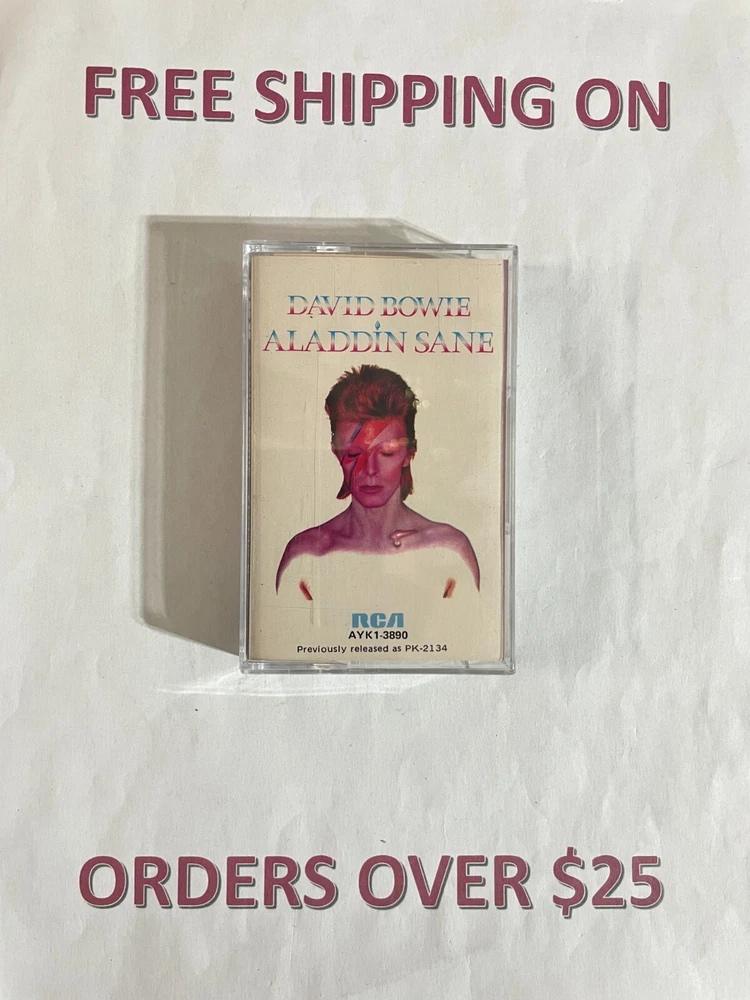 FREE SHIPPING ON
DAVID BOWIE
ALADDIN SANE
RCA
AYK1-3890
Previously released as PK-2134
ORDERS OVER $25